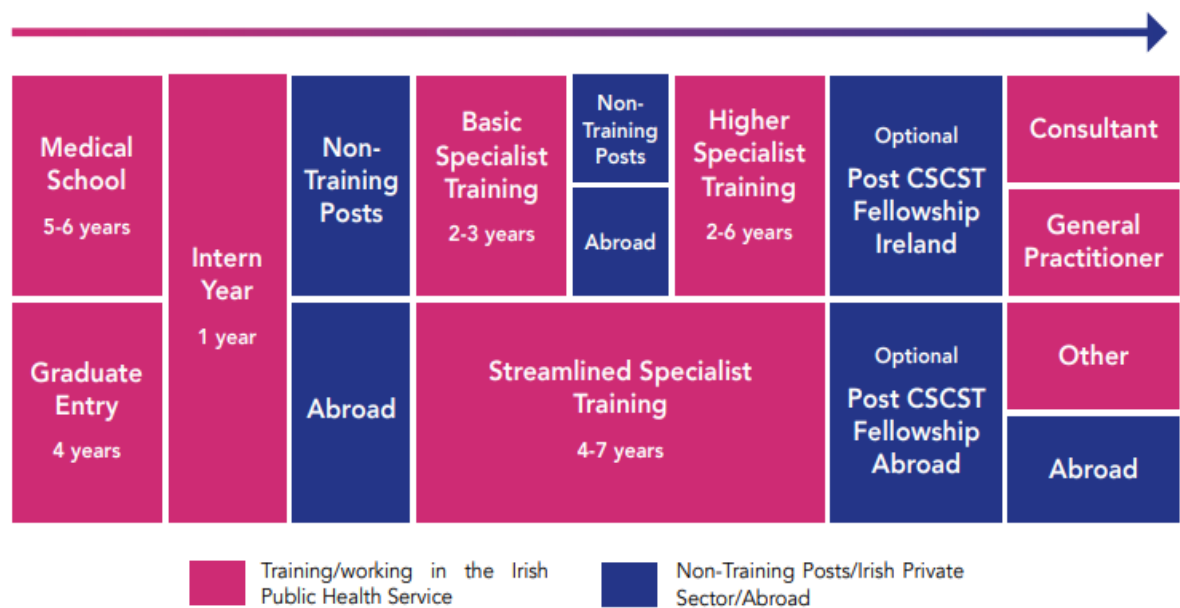 Medical
School
5-6 years
Graduate
Entry
4 years
Intern
Year
1 year
Non-
Training
Posts
Abroad
Basic
Specialist
Training
2-3 years
Non-
Training
Posts
Abroad
Higher
Specialist
Training
2-6 years
Streamlined Specialist
Training
4-7 years
Optional
Post CSCST
Fellowship
Ireland
Optional
Post CSCST
Fellowship
Abroad
Consultant
General
Practitioner
Other
Abroad
Training/working in the Irish
Public Health Service
Non-Training Posts/Irish Private
Sector/Abroad